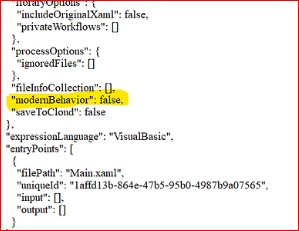 "libraryOptions": {
"includeOriginalXaml": false,
"privateWorkflows": []
},
"processOptions": {
"ignoredFiles": []
},
"fileInfoCollection": [],
"modernBehavior": false,
"saveToCloud": false
},
"expressionLanguage": "VisualBasic",
"entryPoints": [
{
"filePath": "Main.xaml",
"uniqueId": "1affd13b-864e-47b5-95b0-4987b9a07565",
"input": [],
"output": []
}